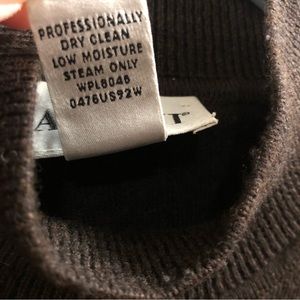 PROFESSIONALLY
DRY CLEAN
LOW MOISTURE
STEAM ONLY
WPL8046
0476US92W